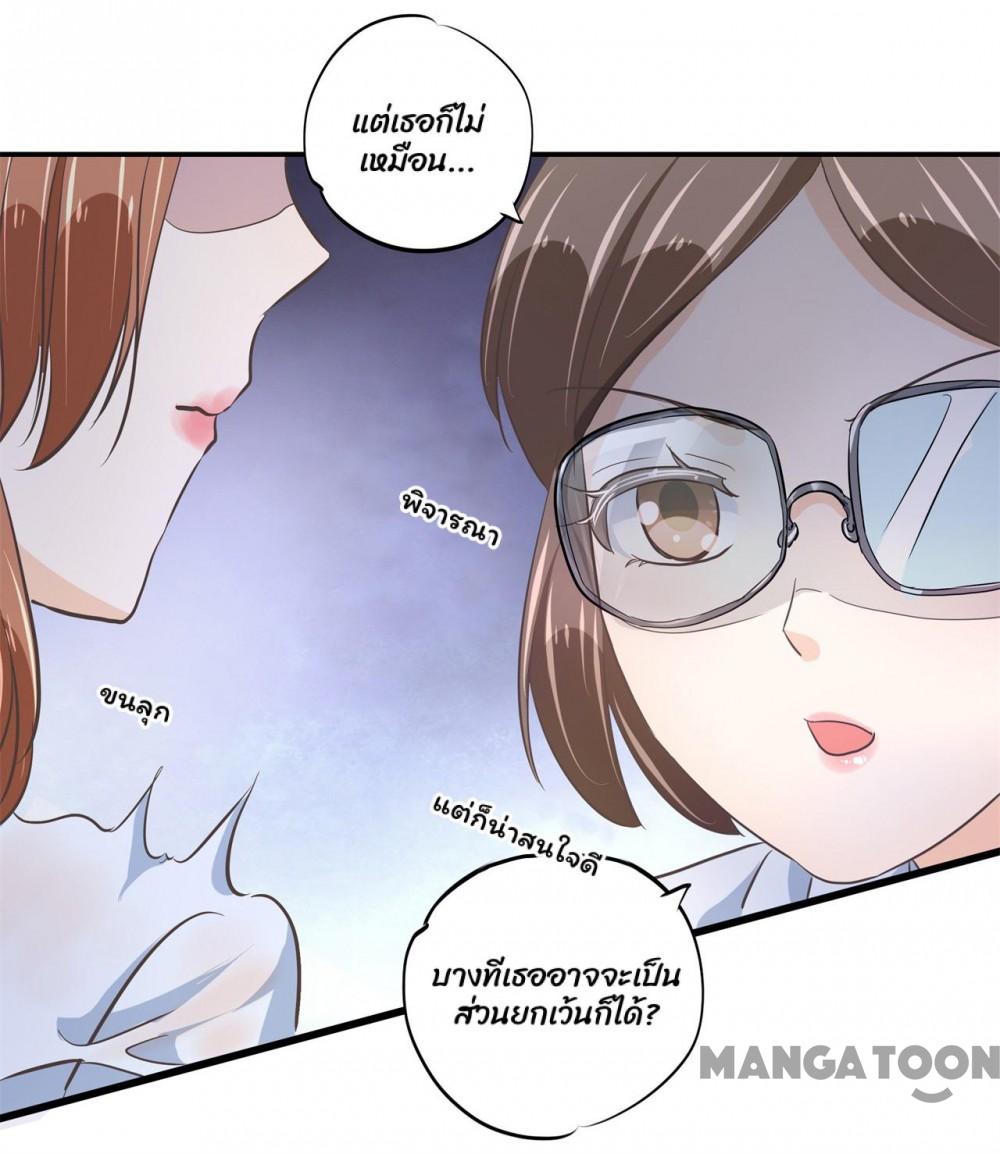 แต่เธอก็ไม่
เหมือน...
พิจารณา
ขนลุก
แต่ก็น่าสนใจดี
บางทีเธออาจจะเป็น
ส่วนยกเว้นก็ได้?
MANGATOON